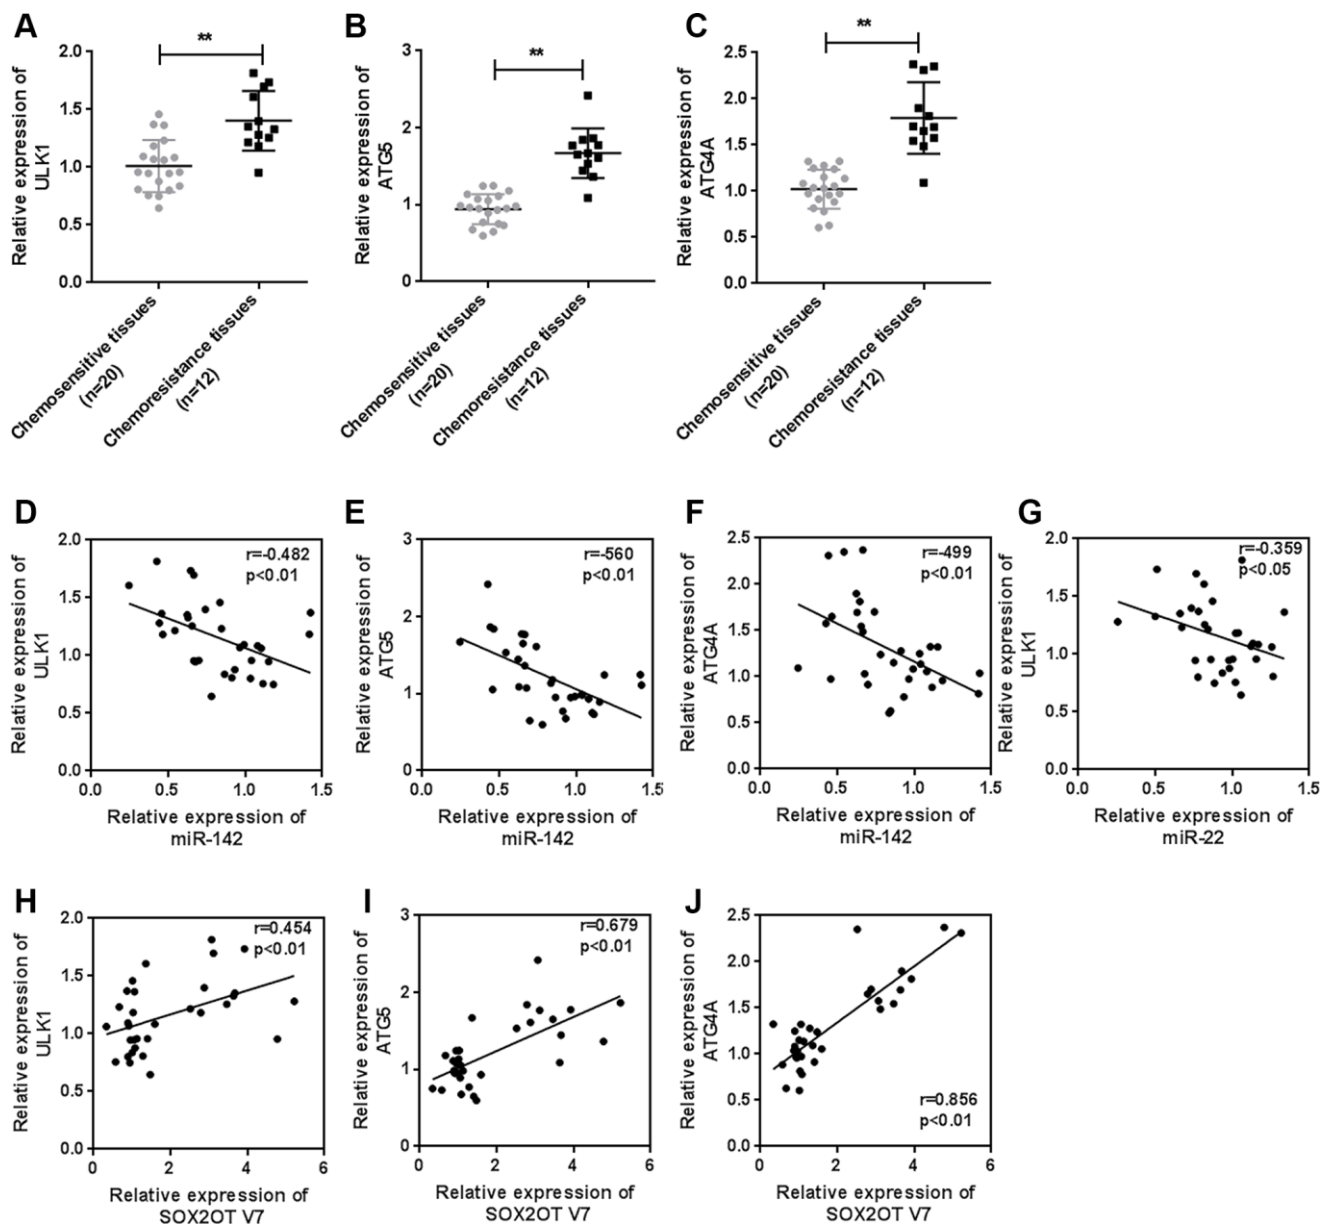 A
Relative expression of
ULK1
2.0
1.5
1.0
0.5
0.0
**
Chemosensitive tissues
(n=20)
Chemoresistance tissues
(n=12)
B
Relative expression of
ATG5
3
2
1
0
**
Chemosensitive tissues
(n=20)
Chemoresistance tissues
(n=12)
C
Relative expression of
ATG4A
2.5
2.0
1.5
1.0
0.5
0.0
**
Chemosensitive tissues
(n=20)
Chemoresistance tissues
(n=12)
D
Relative expression of
ULK1
2.0
1.5
1.0
0.5
0.0
r=-0.482
p<0.01
0.0 0.5 1.0 1.5
Relative expression of
miR-142
E
Relative expression of
ATG5
3
2
1
0
r=-560
p<0.01
0.0 0.5 1.0 1.5
Relative expression of
miR-142
F
Relative expression of
ATG4A
2.5
2.0
1.5
1.0
0.5
0.0
r=-499
p<0.01
0.0 0.5 1.0 1.5
Relative expression of
miR-142
G
Relative expression of
ULK1
2.0
1.5
1.0
0.5
0.0
r=-0.359
p<0.05
0.0 0.5 1.0 1.5
Relative expression of
miR-22
H
Relative expression of
ULK1
2.0
1.5
1.0
0.5
0.0
r=0.454
p<0.01
0 2 4 6
Relative expression of
SOX2OT V7
I
Relative expression of
ATG5
3
2
1
0
r=0.679
p<0.01
0 2 4 6
Relative expression of
SOX2OT V7
J
Relative expression of
ATG4A
2.5
2.0
1.5
1.0
0.5
0.0
r=0.856
p<0.01
0 2 4 6
Relative expression of
SOX2OT V7